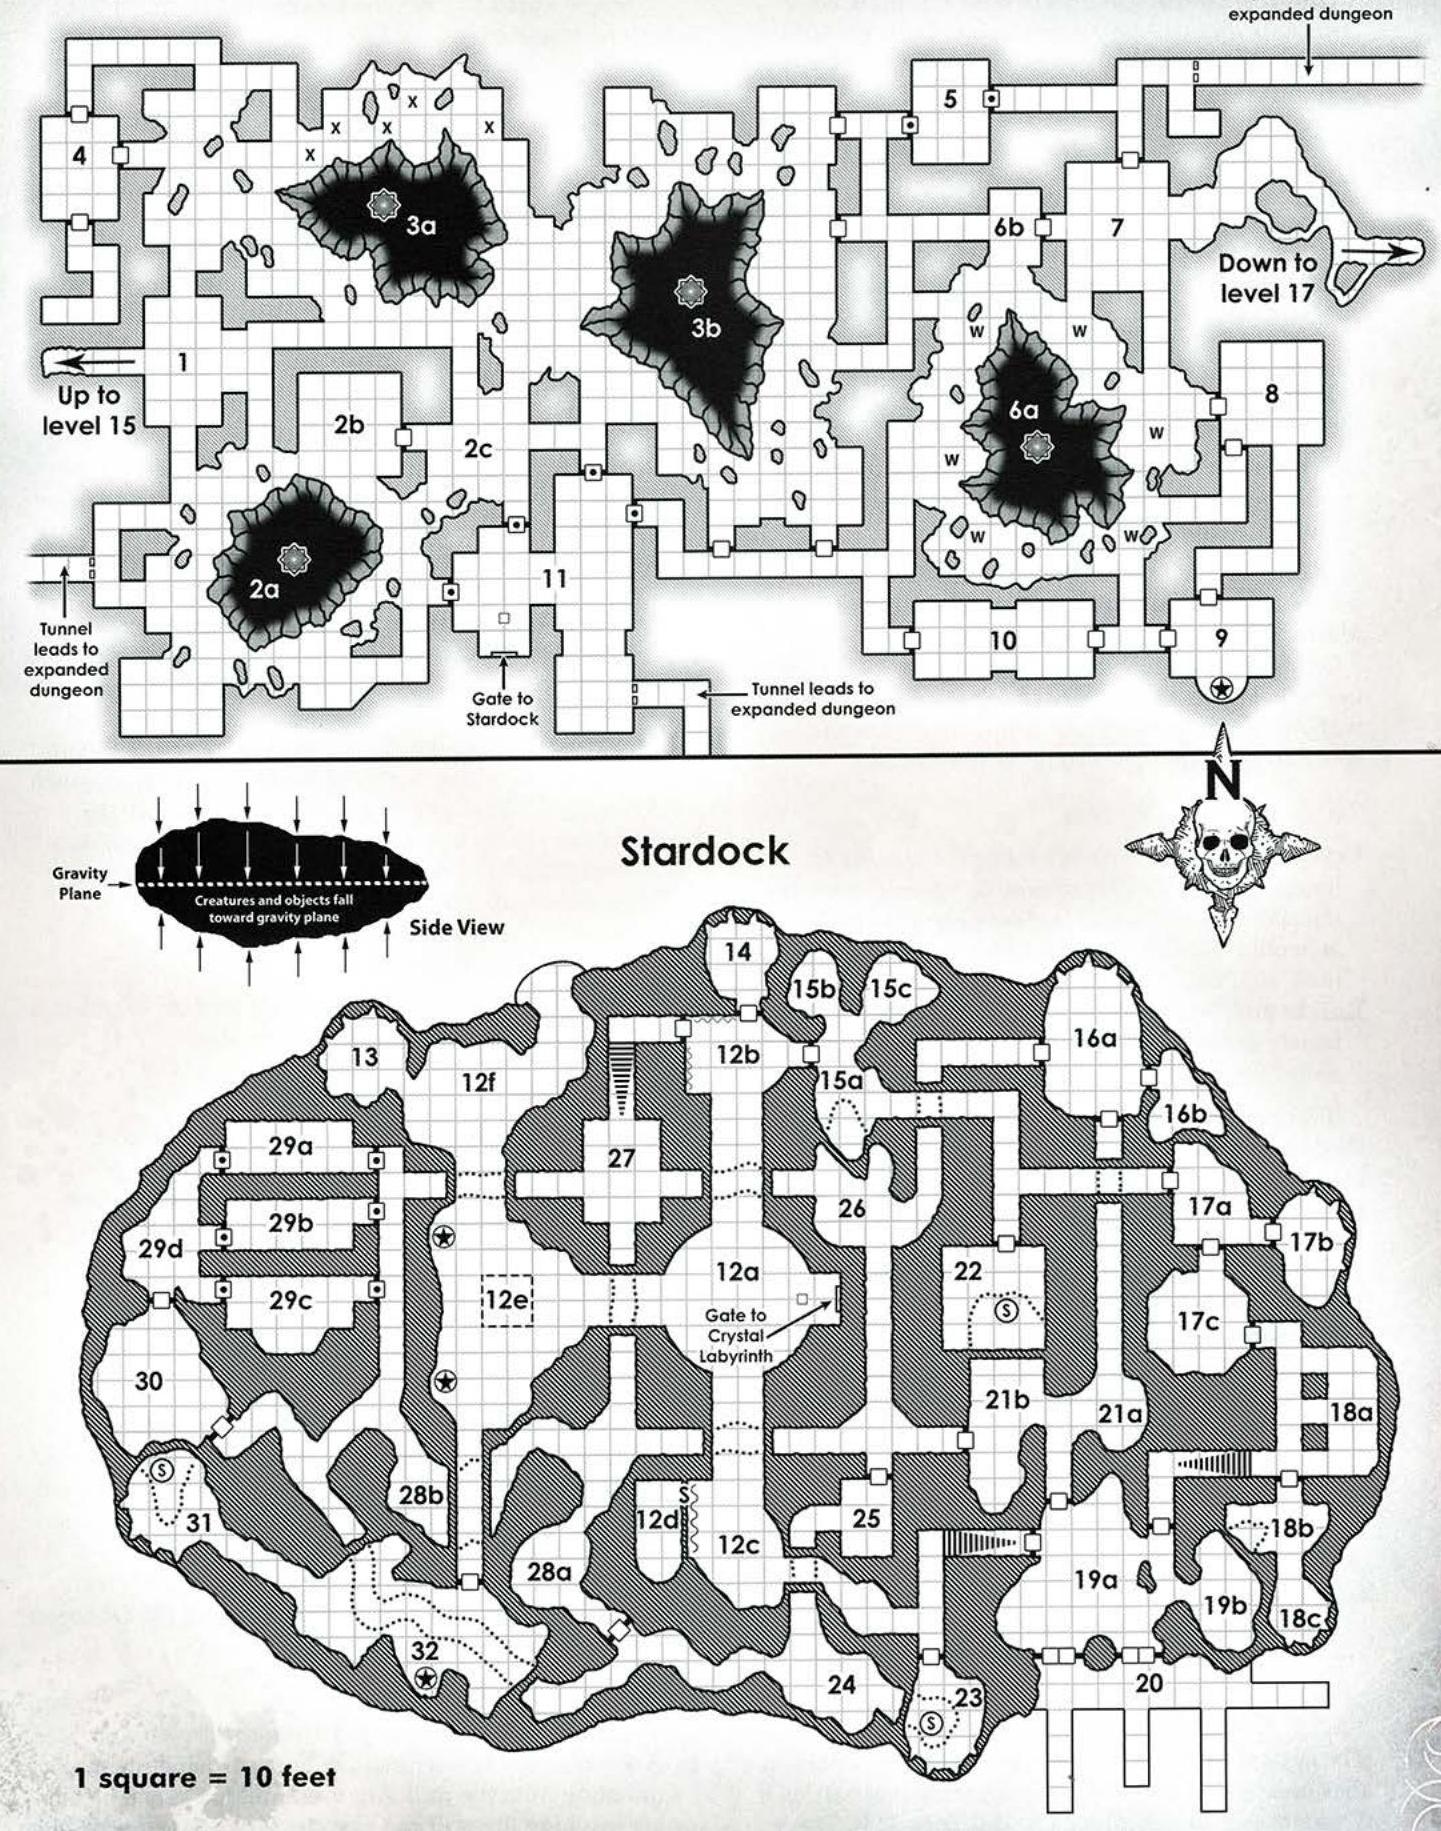 expanded dungeon
5
X
X
X
X
X
4
3a
6b
7
3b
Down to
level 17
W
W
1
Up to
level 15
2b
6a
8
2c
W
W
W
W
2a
11
Tunnel
leads to
expanded
dungeon
10
9
Gate to
Stardock
Tunnel leads to
expanded dungeon
N
Stardock
Gravity
Plane
Creatures and objects fall
toward gravity plane
Side View
14
15b
15c
13
12b
16a
12f
15a
16b
29a
27
26
17a
29b
29d
17b
12a
22
12e
29c
S
Gate to
Crystal
Labyrinth
17c
30
21b
21a
18a
S
28b
S
31
12d
25
18b
12c
28a
19a
19b
18c
32
24
23
20
S
1 square = 10 feet